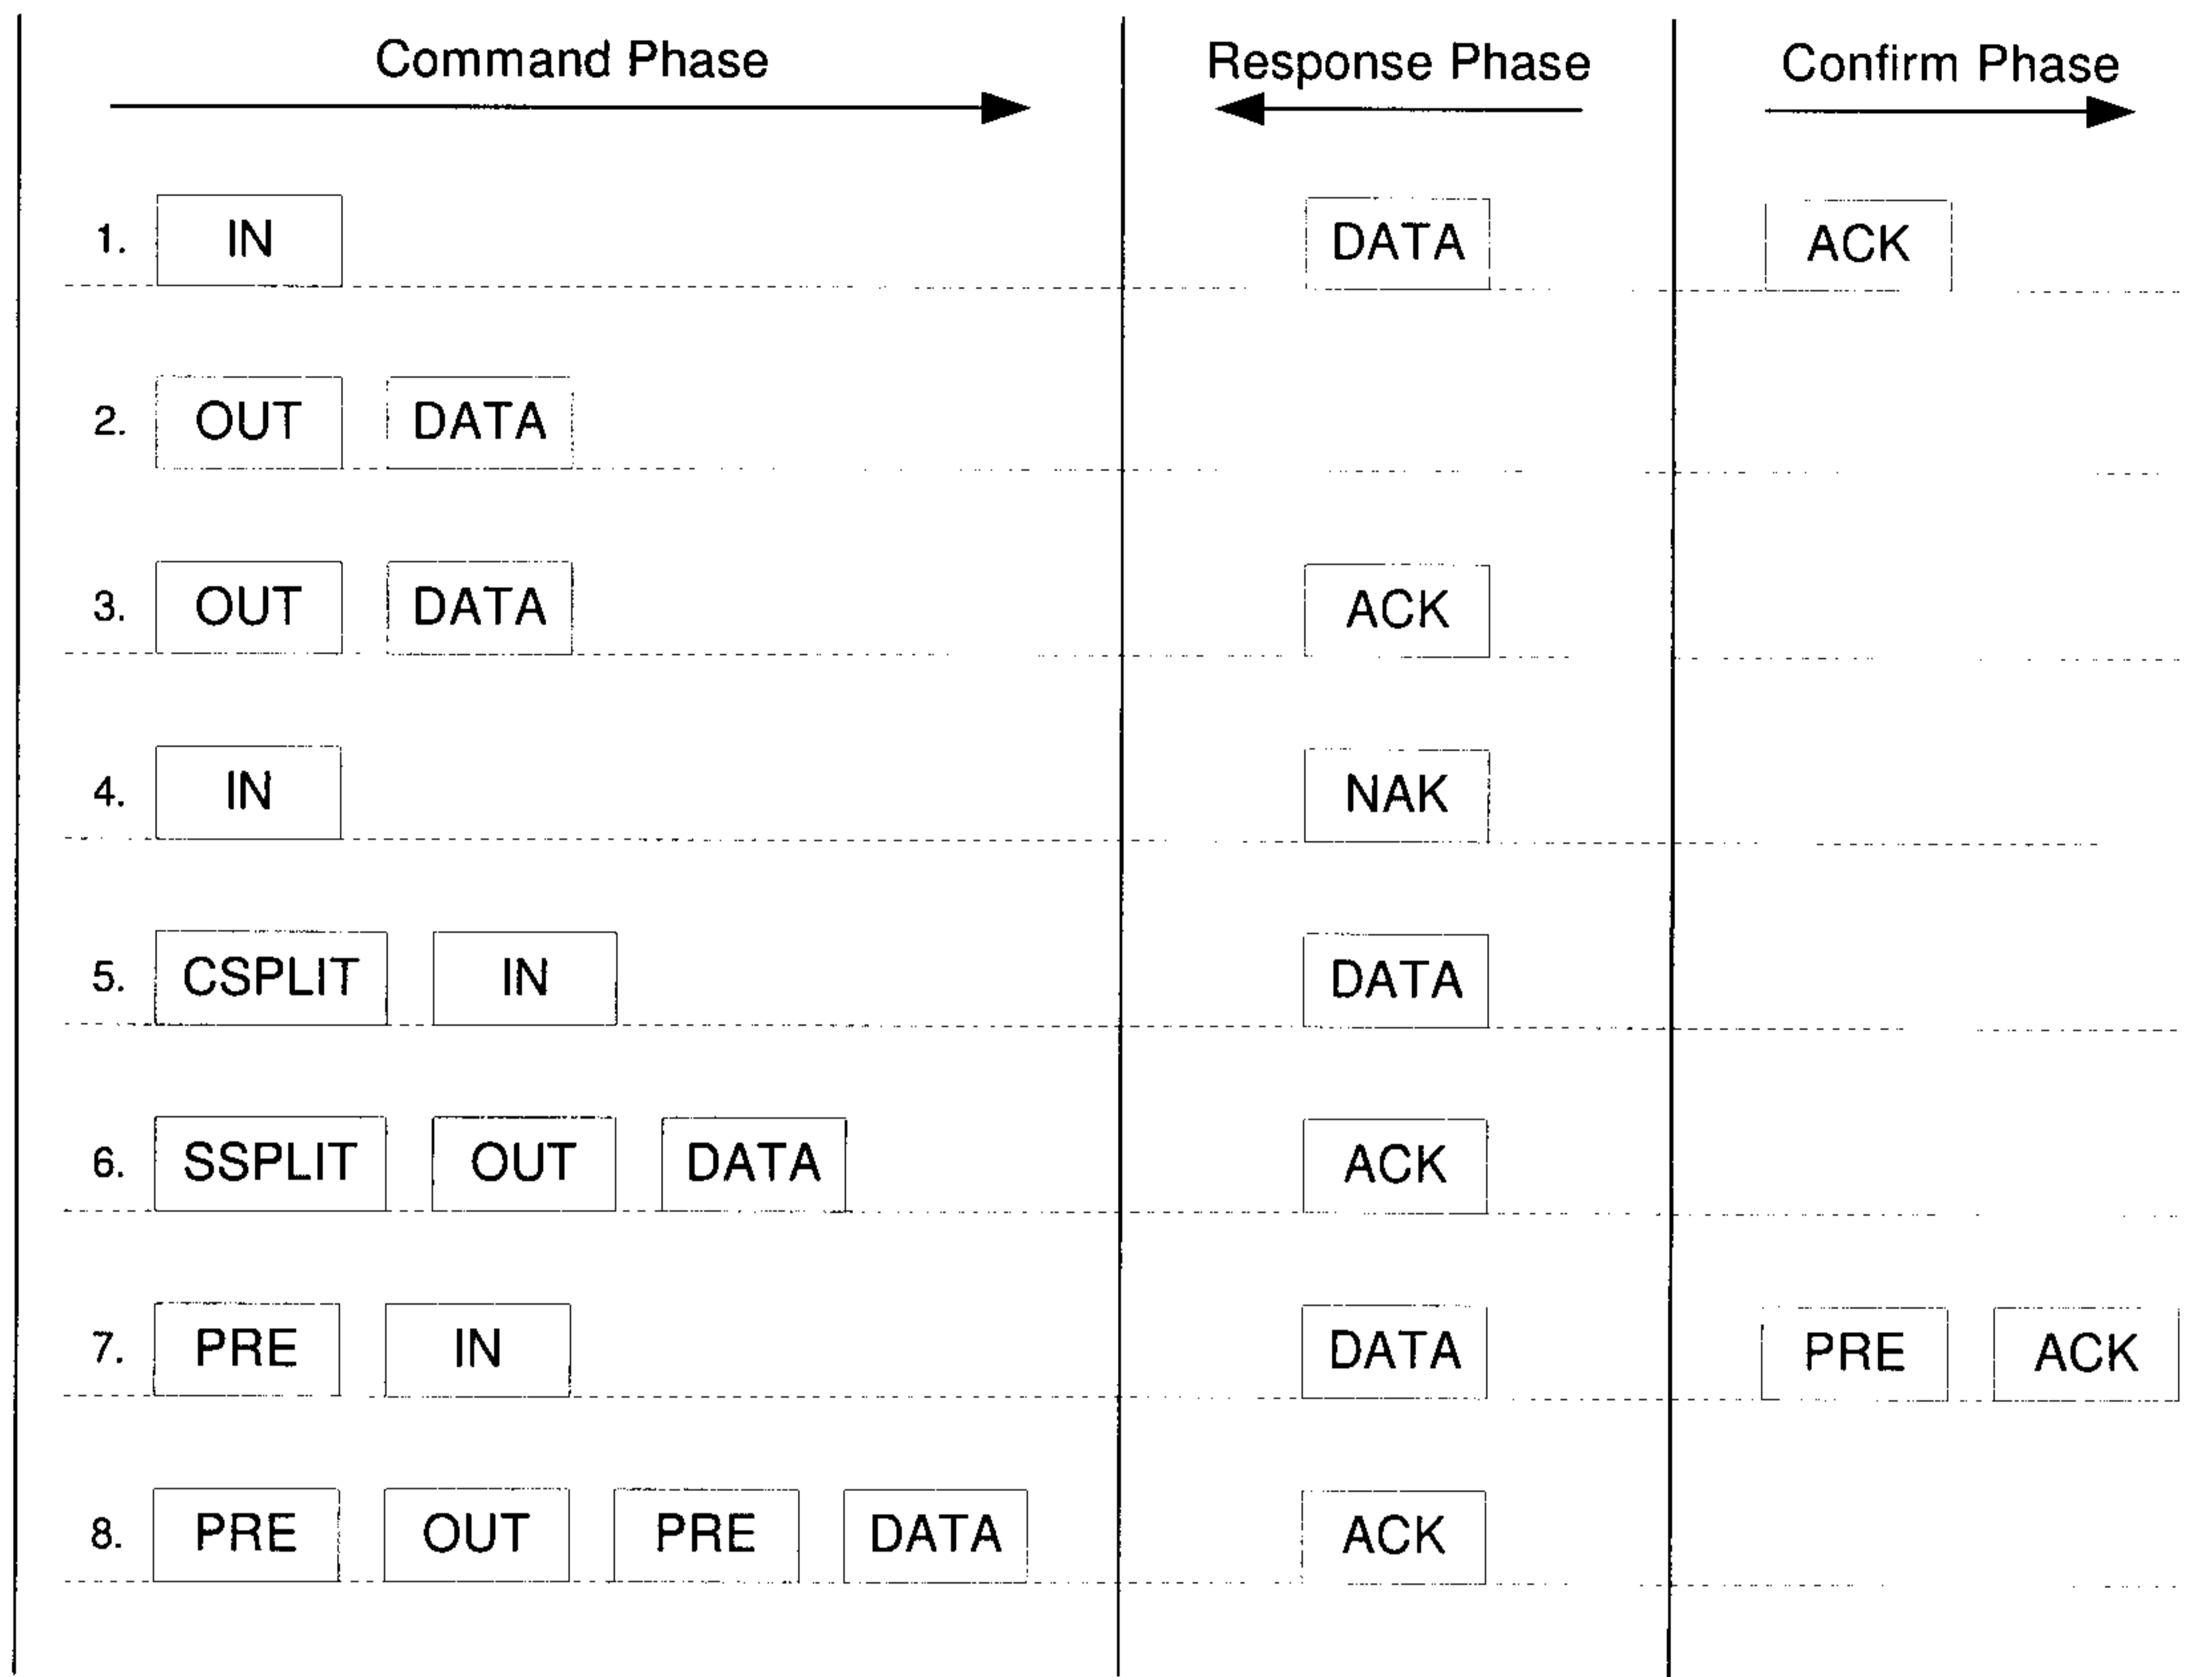 Command Phase Response Phase Confirm Phase
1. IN DATA ACK
2. OUT DATA
3. OUT DATA ACK
4. IN NAK
5. CSPLIT IN DATA
6. SSPLIT OUT DATA ACK
7. PRE IN DATA PRE ACK
8. PRE OUT PRE DATA ACK